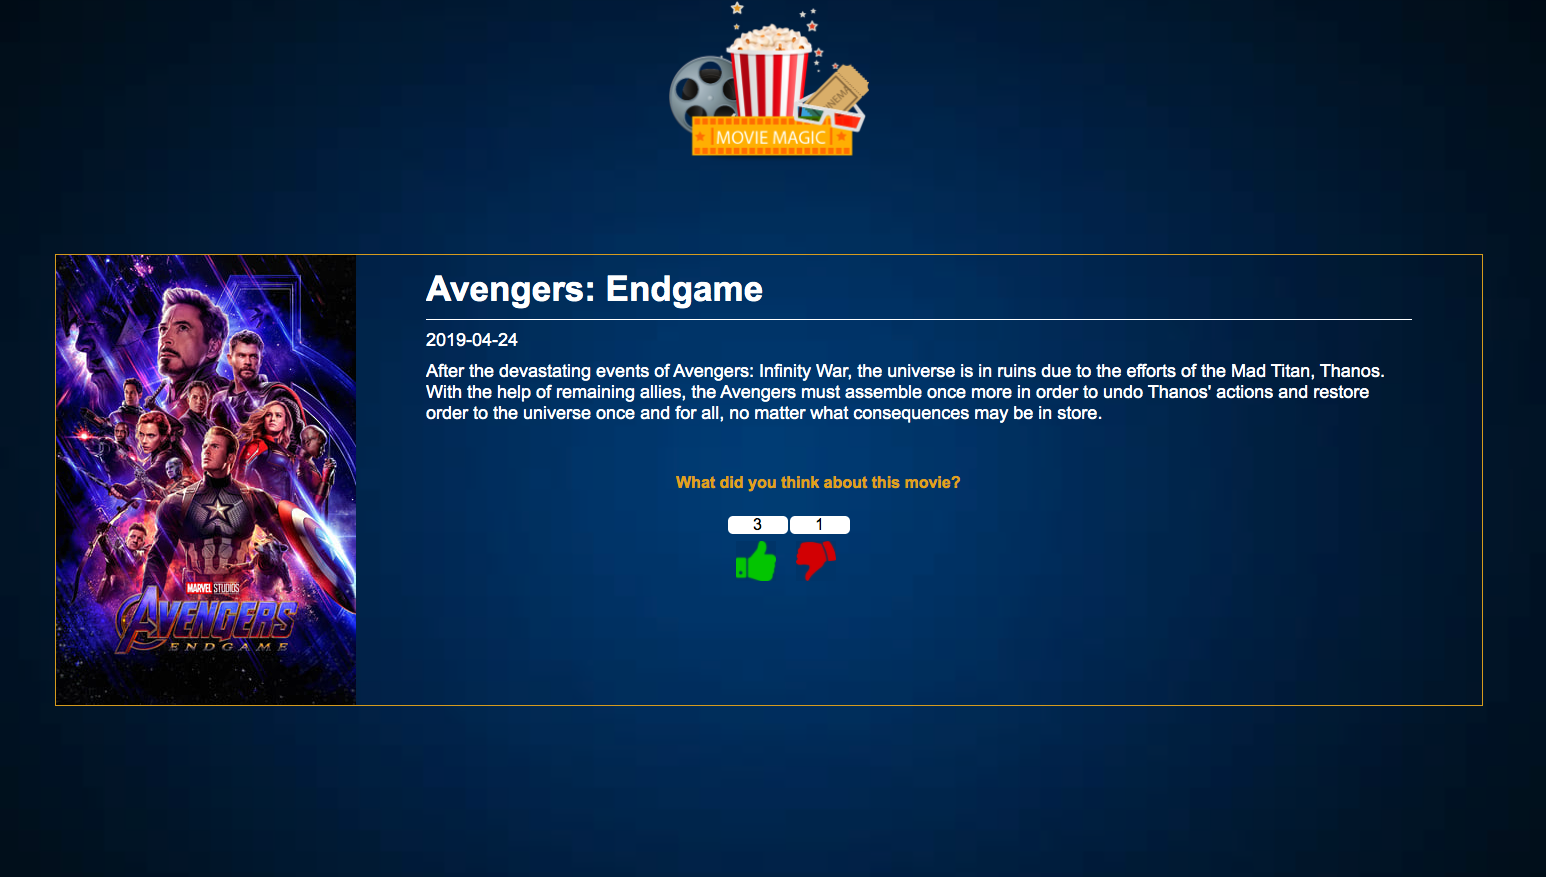 CINEMA
MOVIE MAGIC
Avengers: Endgame
2019-04-24
After the devastating events of Avengers: Infinity War, the universe is in ruins due to the efforts of the Mad Titan, Thanos.
With the help of remaining allies, the Avengers must assemble once more in order to undo Thanos' actions and restore
order to the universe once and for all, no matter what consequences may be in store.
What did you think about this movie?
3 1
MARVEL STUDIOS
AVENGERS
ENDGAME